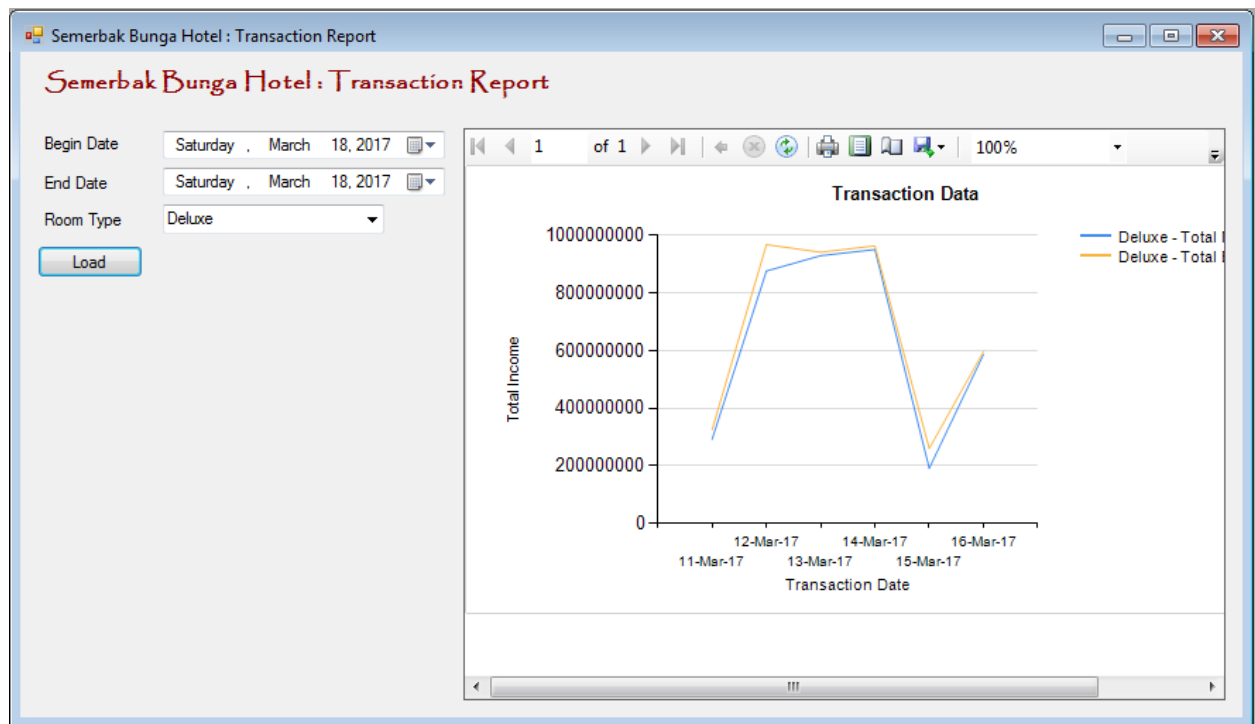 Semerbak Bunga Hotel : Transaction Report
Semerbak Bunga Hotel : Transaction Report
Begin Date
Saturday , March 18, 2017
End Date
Saturday , March 18, 2017
Room Type
Deluxe
Load
1 of 1
100%
Transaction Data
Total Income
1000000000
800000000
600000000
400000000
200000000
0
11-Mar-17
12-Mar-17
13-Mar-17
14-Mar-17
15-Mar-17
16-Mar-17
Transaction Date
Deluxe - Total
Deluxe - Total